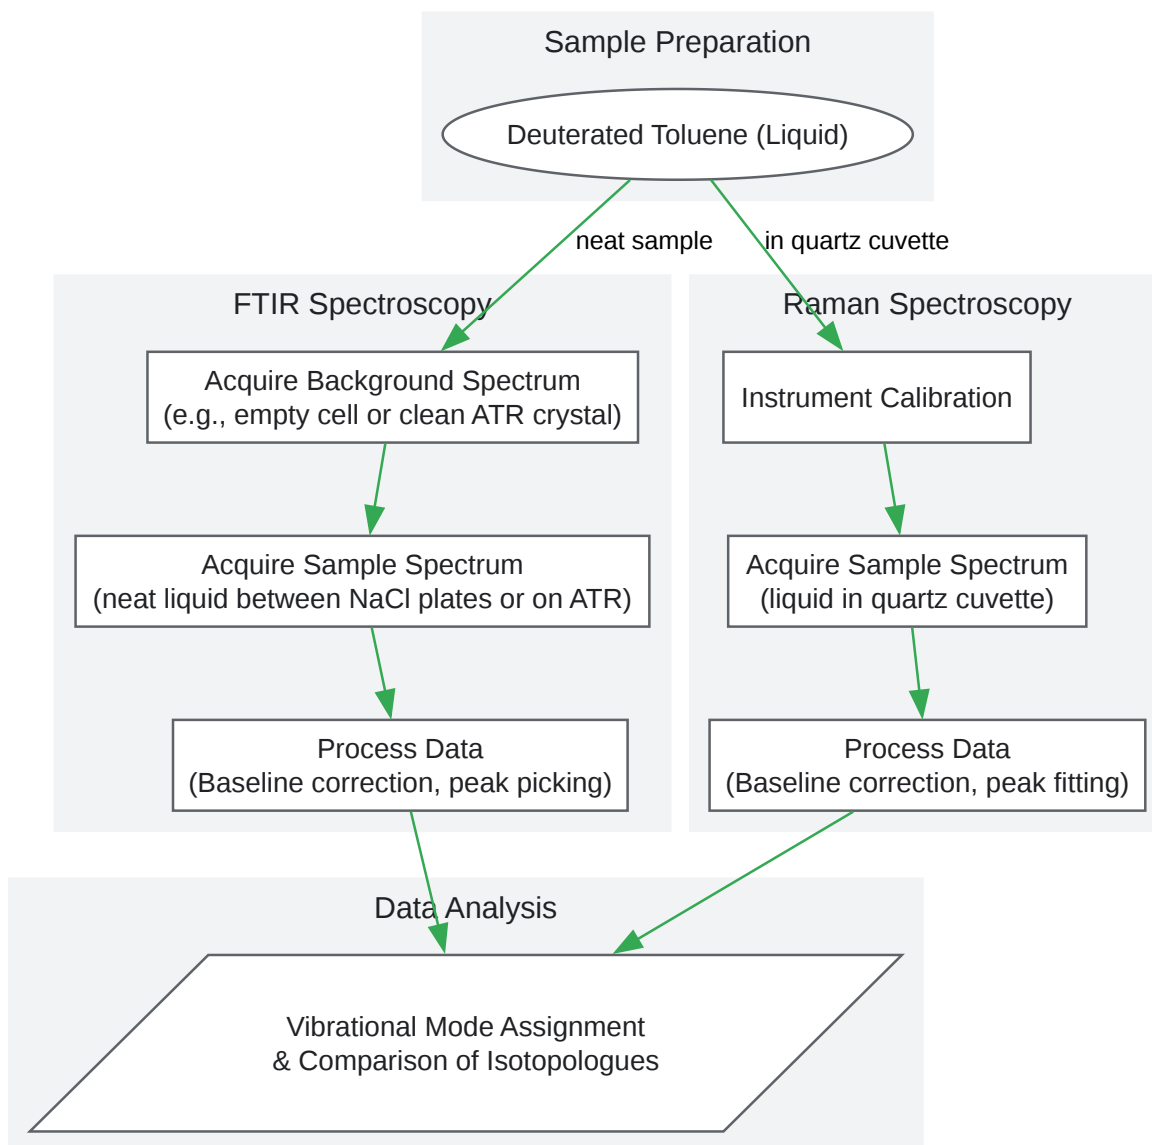 Sample Preparation
Deuterated Toluene (Liquid)
neat sample
in quartz cuvette
FTIR Spectroscopy
Acquire Background Spectrum
(e.g., empty cell or clean ATR crystal)
Acquire Sample Spectrum
(neat liquid between NaCl plates or on ATR)
Process Data
(Baseline correction, peak picking)
Raman Spectroscopy
Instrument Calibration
Acquire Sample Spectrum
(liquid in quartz cuvette)
Process Data
(Baseline correction, peak fitting)
Data Analysis
Vibrational Mode Assignment
& Comparison of Isotopologues